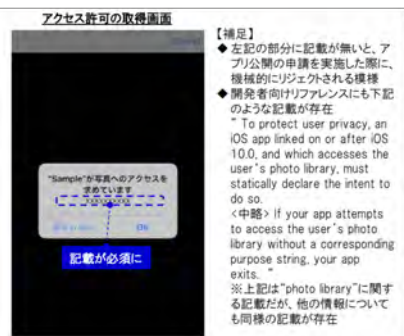 アクセス許可の取得画面
"Sample"が写真へのアクセスを
求めています
xxxxxxxxxx
OK
記載が必須に
【補足】
◆ 左記の部分に記載が無いと、ア
プリ公開の申請を実施した際に、
機械的にリジェクトされる模様
◆ 開発者向けリファレンスにも下記
のような記載が存在
" To protect user privacy, an
iOS app linked on or after iOS
10.0, and which accesses the
user's photo library, must
statically declare the intent to
do so.
<中略> If your app attempts
to access the user's photo
library without a corresponding
purpose string, your app
exits. "
※上記は"photo library"に関す
る記載だが、他の情報について
も同様の記載が存在